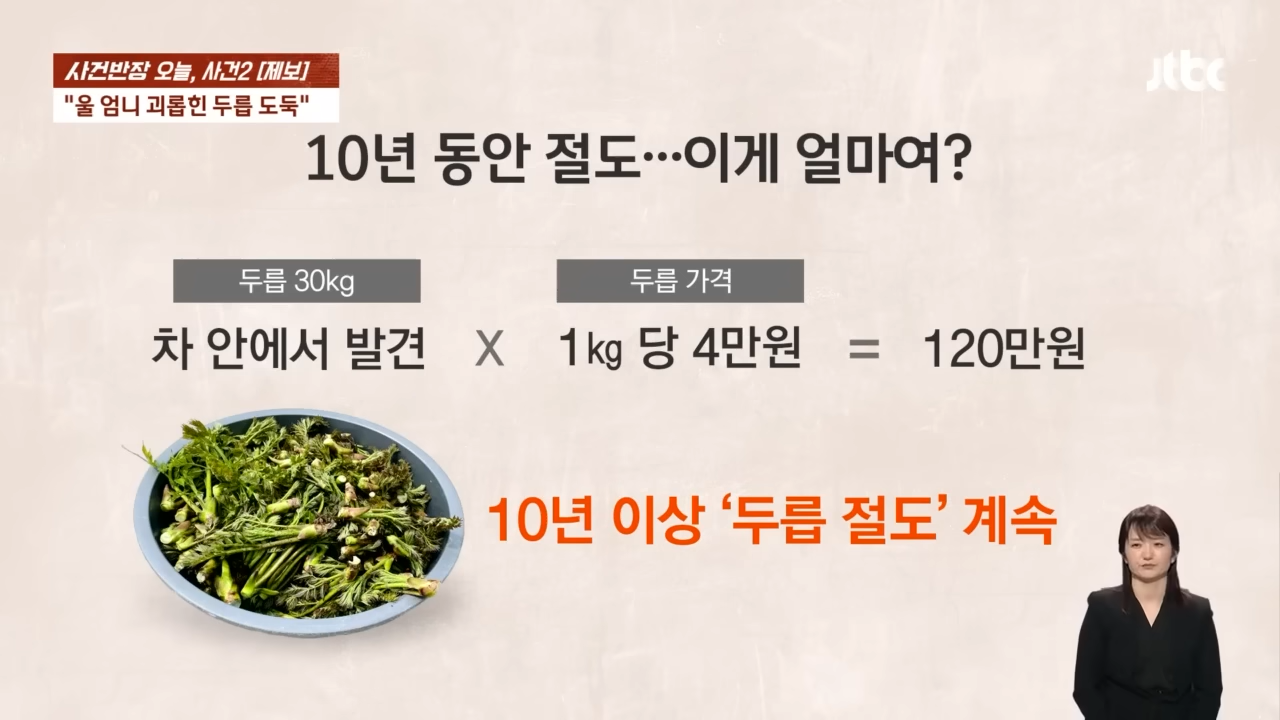 사건반장 오늘, 사건2 [제보]
jtbc
"울 엄니 괴롭힌 두릅 도둑"
10년 동안 절도…이게 얼마여?
두릅 30kg
두릅 가격
차 안에서 발견 X 1㎏ 당 4만원 = 120만원
10년 이상 ‘두릅 절도’ 계속